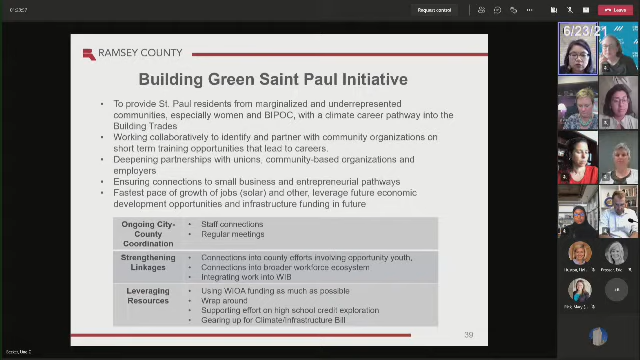 01:33:37
Request control
Leave
6/23/21
RAMSEY COUNTY
Building Green Saint Paul Initiative
• To provide St. Paul residents from marginalized and underrepresented
communities, especially women and BIPOC, with a climate career pathway into the
Building Trades
• Working collaboratively to identify and partner with community organizations on
short term training opportunities that lead to careers.
• Deepening partnerships with unions, community-based organizations and
employers
• Ensuring connections to small business and entrepreneurial pathways
• Fastest pace of growth of jobs (solar) and other, leverage future economic
development opportunities and infrastructure funding in future
Ongoing City-
County
Coordination
• Staff connections
• Regular meetings
Strengthening
Linkages
• Connections into county efforts involving opportunity youth,
• Connections into broader workforce ecosystem
• Integrating work into WIB
Leveraging
Resources
• Using WIOA funding as much as possible
• Wrap around
• Supporting effort on high school credit exploration
• Gearing up for Climate/Infrastructure Bill
39